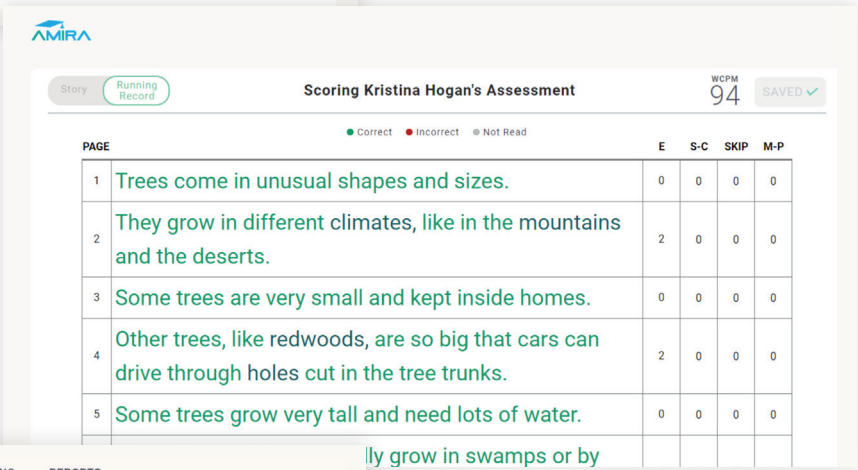 AMIRA
Story
Running
Record
Scoring Kristina Hogan's Assessment
WCPM
94
SAVED
Correct Incorrect Not Read
PAGE E S-C SKIP M-P
1 Trees come in unusual shapes and sizes. 0 0 0 0
2 They grow in different climates, like in the mountains
and the deserts. 2 0 0 0
3 Some trees are very small and kept inside homes. 0 0 0 0
4 Other trees, like redwoods, are so big that cars can
drive through holes cut in the tree trunks. 2 0 0 0
5 Some trees grow very tall and need lots of water. 0 0 0 0
grow in swamps or by
REPORTS